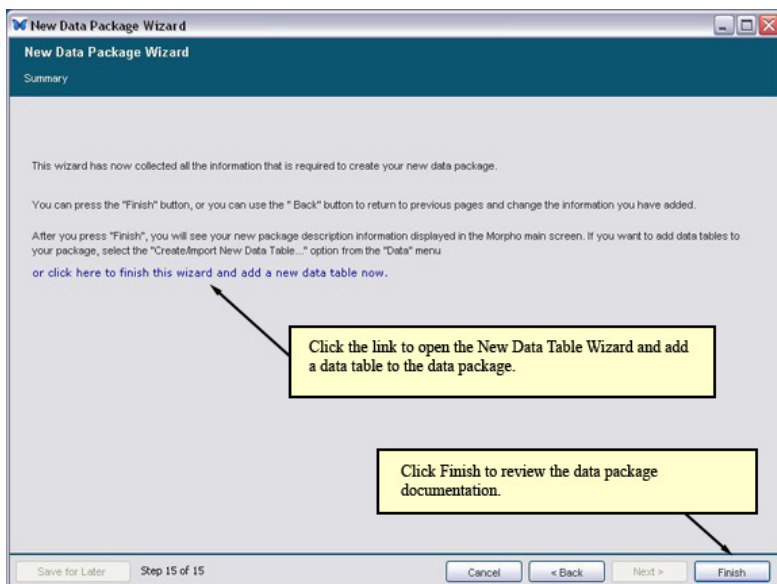 New Data Package Wizard
New Data Package Wizard
Summary
This wizard has now collected all the information that is required to create your new data package.
You can press the "Finish" button, or you can use the " Back" button to return to previous pages and change the information you have added.
After you press "Finish", you will see your new package description information displayed in the Morpho main screen. If you want to add data tables to
your package, select the "Create/Import New Data Table..." option from the "Data" menu
or click here to finish this wizard and add a new data table now.
Click the link to open the New Data Table Wizard and add
a data table to the data package.
Click Finish to review the data package
documentation.
Save for Later Step 15 of 15 Cancel < Back Next > Finish